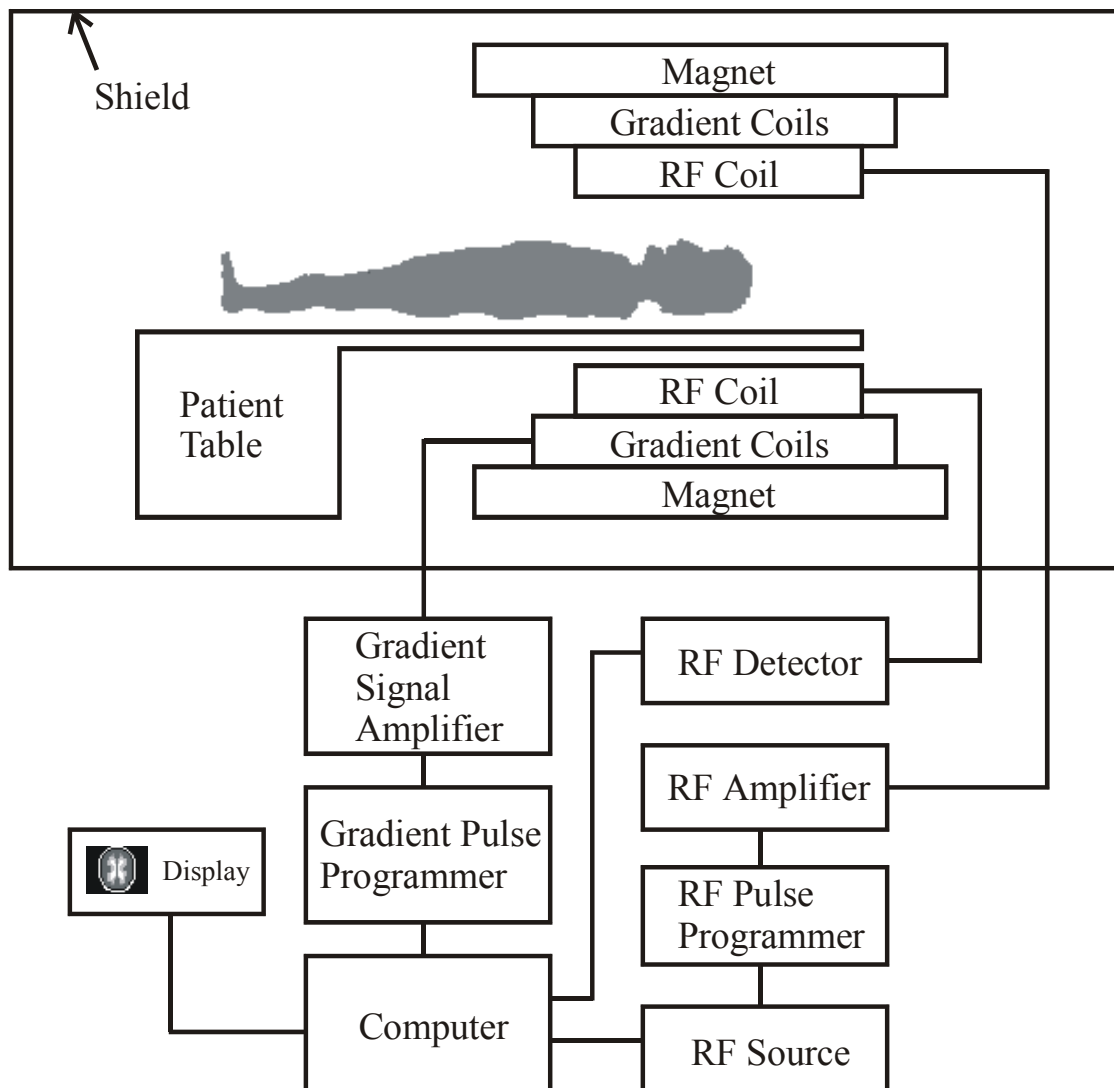 Shield
Magnet
Gradient Coils
RF Coil
Patient
Table
RF Coil
Gradient Coils
Magnet
Gradient
Signal
Amplifier
RF Detector
RF Amplifier
Gradient Pulse
Programmer
Display
RF Pulse
Programmer
Computer
RF Source